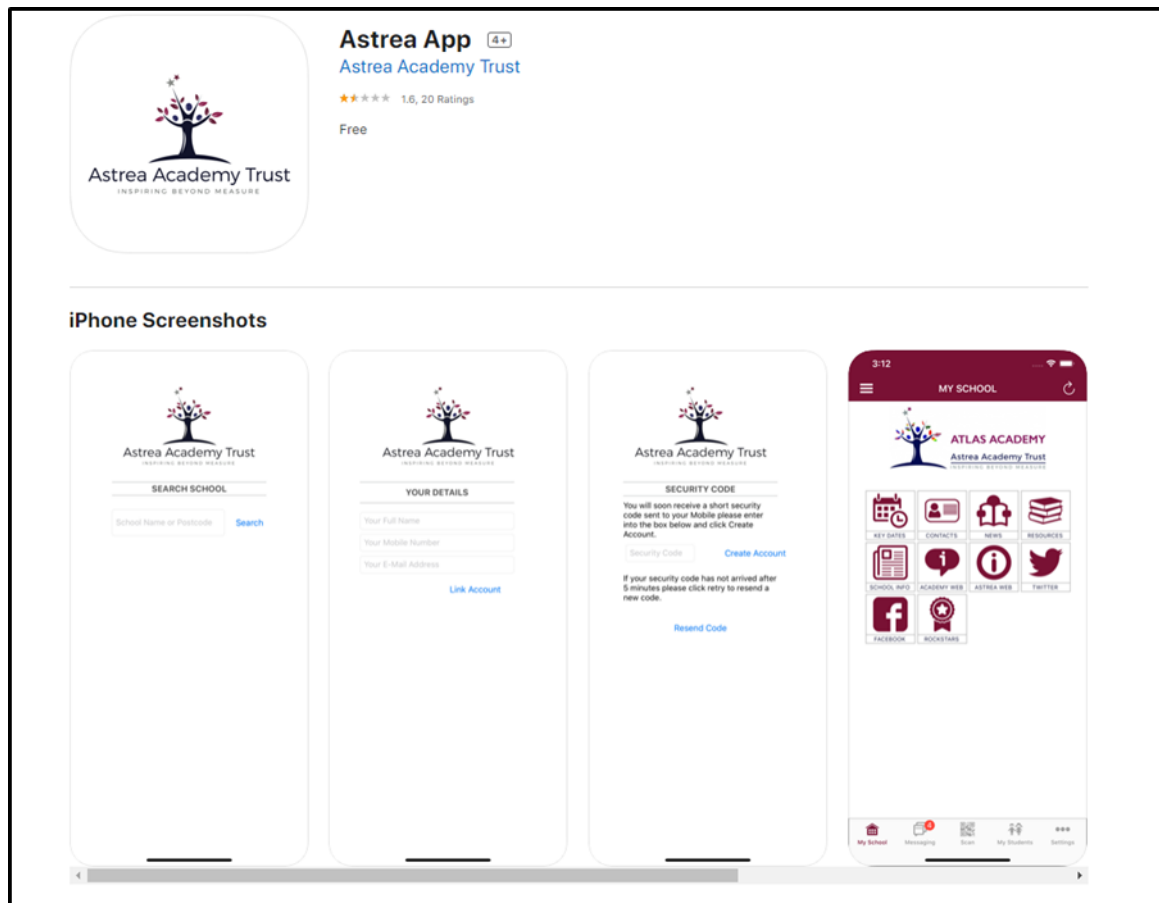 Astrea App 4+
Astrea Academy Trust
1.6, 20 Ratings
Free
Astrea Academy Trust
INSPIRING BEYOND MEASURE
iPhone Screenshots
Astrea Academy Trust
INSPIRING BEYOND MEASURE
SEARCH SCHOOL
School Name or Postcode
Search
Astrea Academy Trust
INSPIRING BEYOND MEASURE
YOUR DETAILS
Your Full Name
Your Mobile Number
Your E-Mail Address
Link Account
Astrea Academy Trust
INSPIRING BEYOND MEASURE
SECURITY CODE
You will soon receive a short security
code sent to your Mobile please enter
into the box below and click Create
Account.
Security Code
Create Account
If your security code has not arrived after
5 minutes please click retry to resend a
new code.
Resend Code
3:12
MY SCHOOL
ATLAS ACADEMY
Astrea Academy Trust
INSPIRING BEYOND MEASURE
KEY DATES CONTACTS NEWS RESOURCES
SCHOOL INFO ACADEMY WEB ASTREA WEB TWITTER
FACEBOOK ROCKSTARS
4
My School Messaging Scan My Students Settings